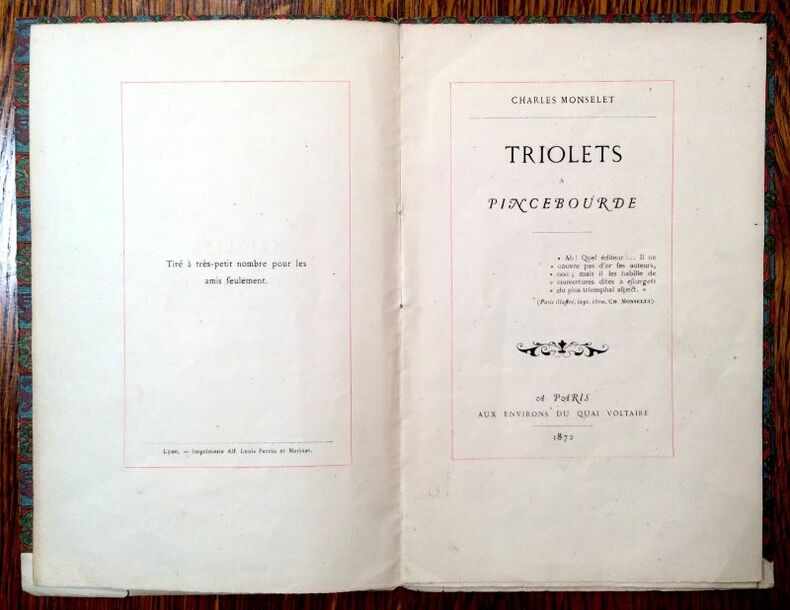 Tiré à très-petit nombre pour les
amis ſeulement.
Lyon. — Imprimerie Alf. Louis Perrin et Marinet.
CHARLES MONSELET
TRIOLETS
A
PINCEBOURDE
« Ah! Quel éditeur!... Il ne
« couvre pas d'or ſes auteurs,
« non; mais il les habille de
« couvertures dites à eſcargots
« du plus triomphal aſpect. »
(Paris illuſtré, ſept. 1870, CH MONSELET).
A PARIS
AUX ENVIRONS DU QUAI VOLTAIRE
1872